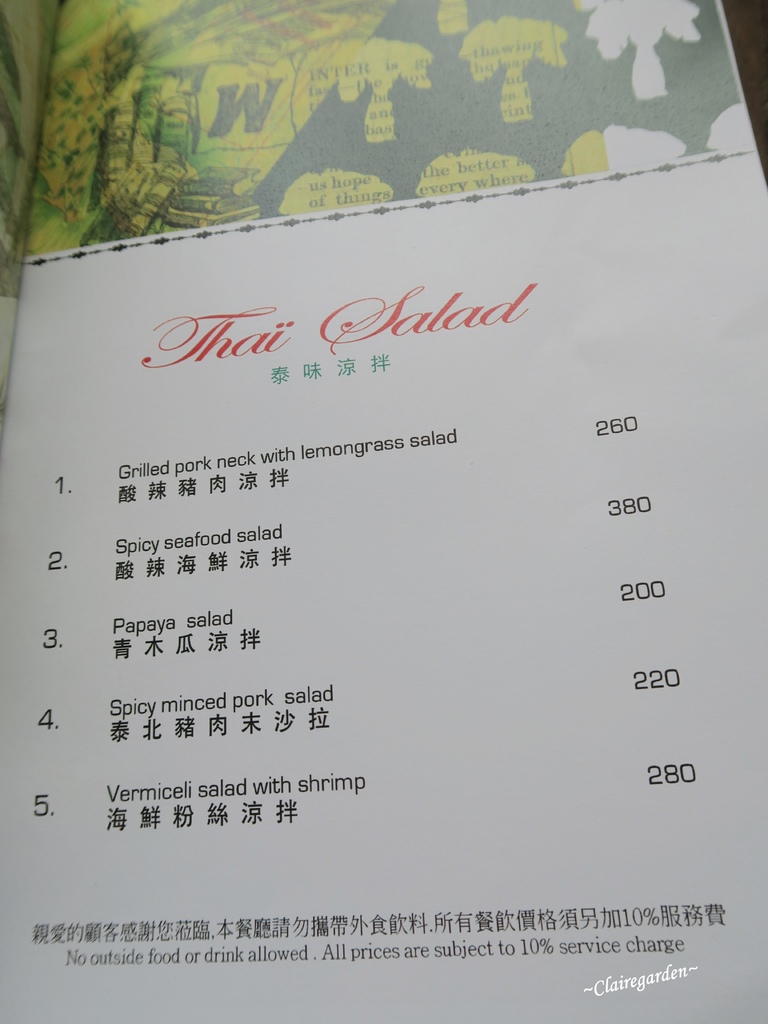 W
INTER is g
thawing
and
bas
us hope
of things
the better
every where
Thaï Salad
泰味涼拌
1. Grilled pork neck with lemongrass salad 260
酸辣豬肉涼拌
2. Spicy seafood salad 380
酸辣海鮮涼拌
3. Papaya salad 200
青木瓜涼拌
4. Spicy minced pork salad 220
泰北豬肉末沙拉
5. Vermiceli salad with shrimp 280
海鮮粉絲涼拌
親愛的顧客感謝您蒞臨,本餐廳請勿攜帶外食飲料.所有餐飲價格須另加10%服務費
No outside food or drink allowed . All prices are subject to 10% service charge
~Clairegarden~